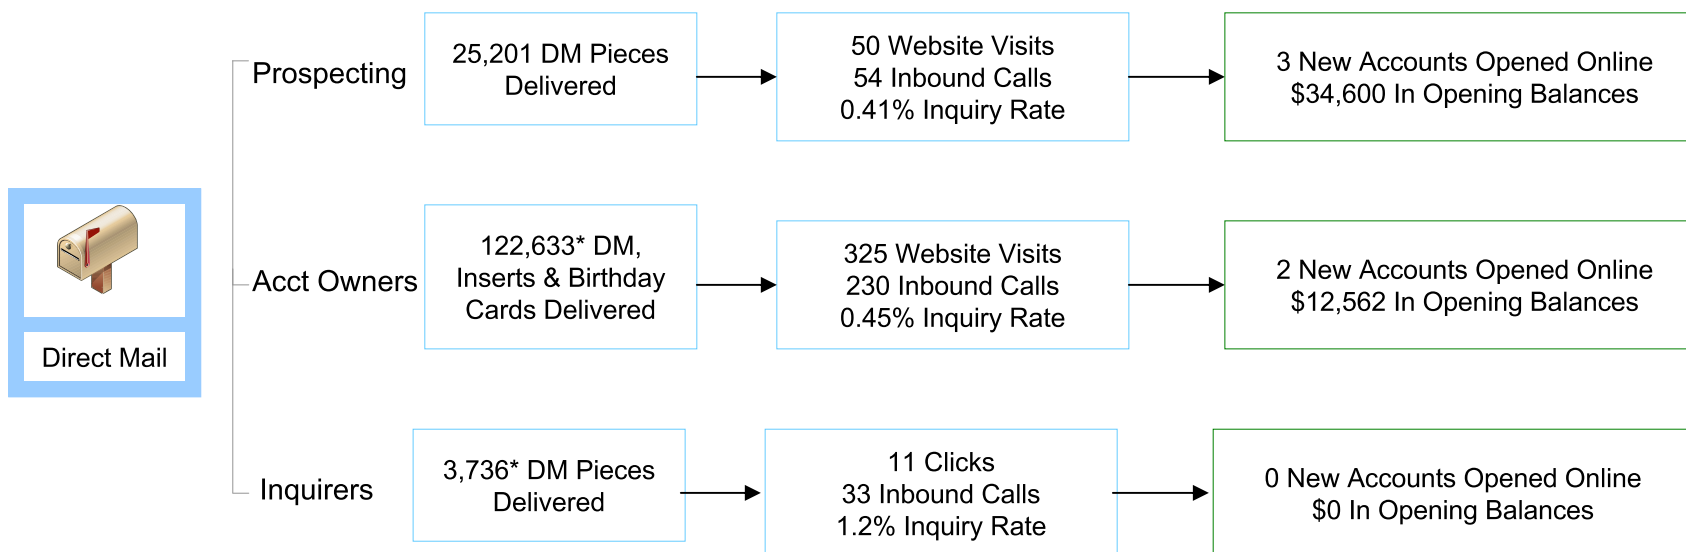 Direct Mail
Prospecting
25,201 DM Pieces
Delivered
50 Website Visits
54 Inbound Calls
0.41% Inquiry Rate
3 New Accounts Opened Online
$34,600 In Opening Balances
Acct Owners
122,633* DM,
Inserts & Birthday
Cards Delivered
325 Website Visits
230 Inbound Calls
0.45% Inquiry Rate
2 New Accounts Opened Online
$12,562 In Opening Balances
Inquirers
3,736* DM Pieces
Delivered
11 Clicks
33 Inbound Calls
1.2% Inquiry Rate
0 New Accounts Opened Online
$0 In Opening Balances